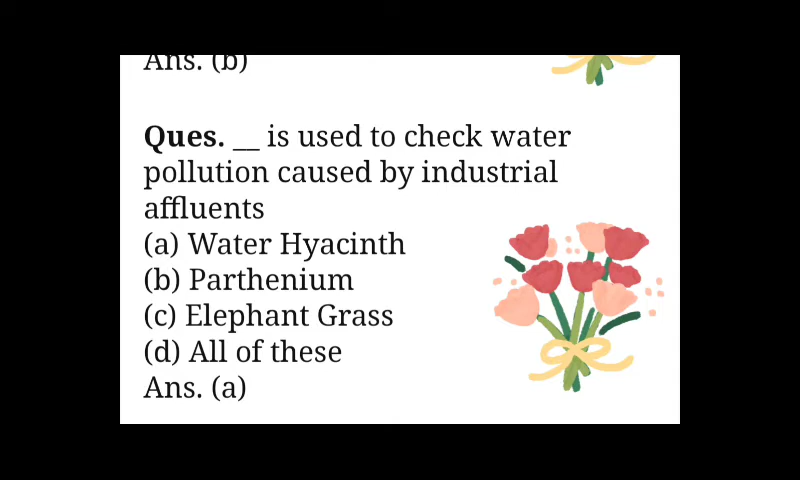 Ans. (b)
Ques. __ is used to check water
pollution caused by industrial
affluents
(a) Water Hyacinth
(b) Parthenium
(c) Elephant Grass
(d) All of these
Ans. (a)